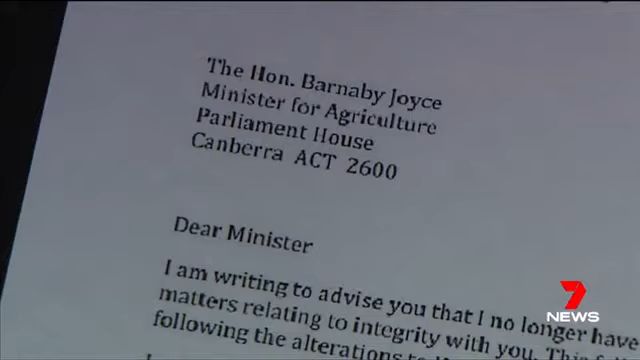 The Hon. Barnaby Joyce
Minister for Agriculture
Parliament House
Canberra ACT 2600
Dear Minister
I am writing to advise you that I no longer have
matters relating to integrity with you. This
following the alterations to
7
NEWS